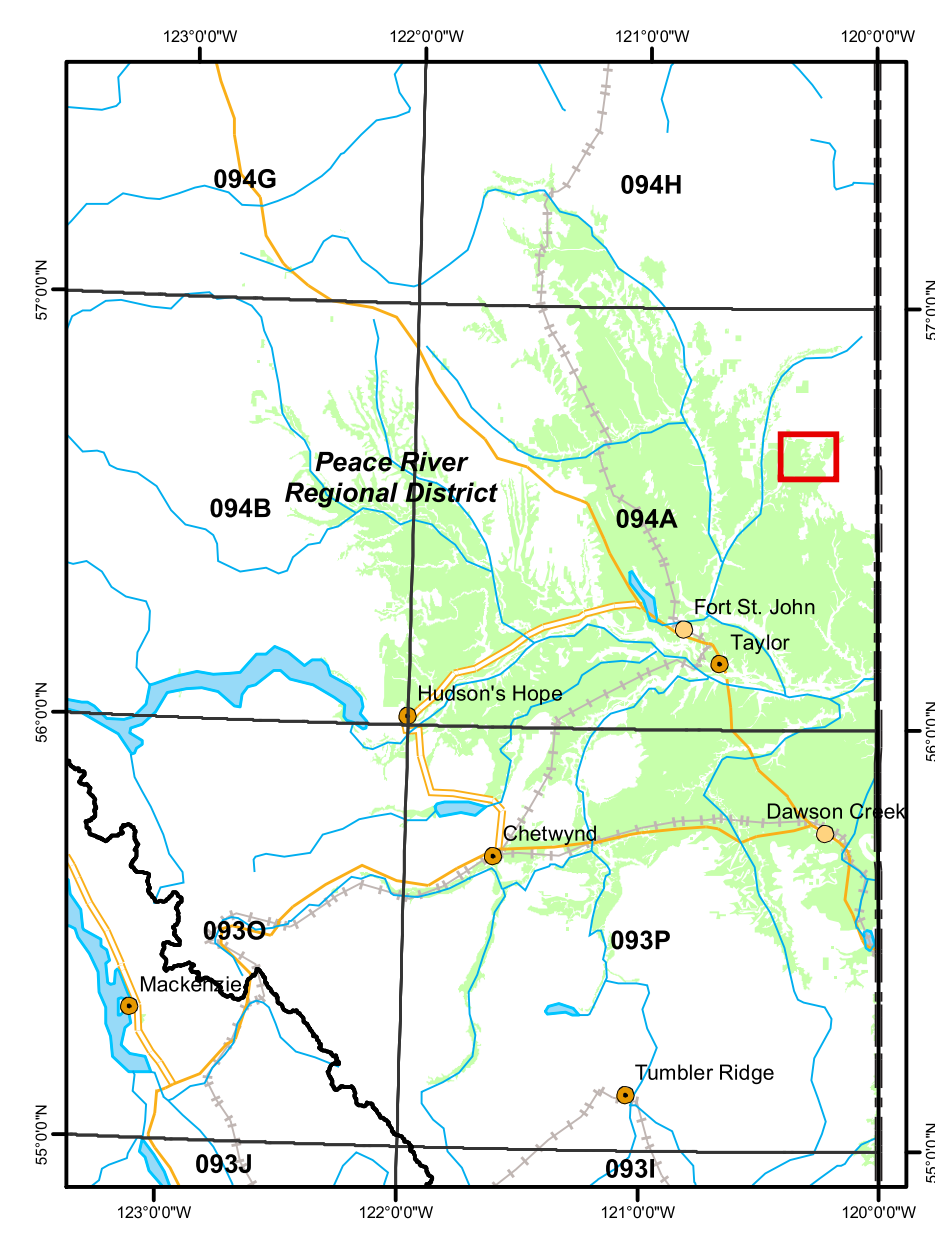 123°0'0"W
122°0'0"W
121°0'0"W
120°0'0"W
094G
094H
57°0'0"N
57°0'0"N
Peace River
Regional District
094B
094A
Fort St. John
Taylor
Hudson's Hope
56°0'0"N
56°0'0"N
Dawson Creek
Chetwynd
093O
093P
Mackenzie
Tumbler Ridge
55°0'0"N
55°0'0"N
093J
093I
123°0'0"W
122°0'0"W
121°0'0"W
120°0'0"W